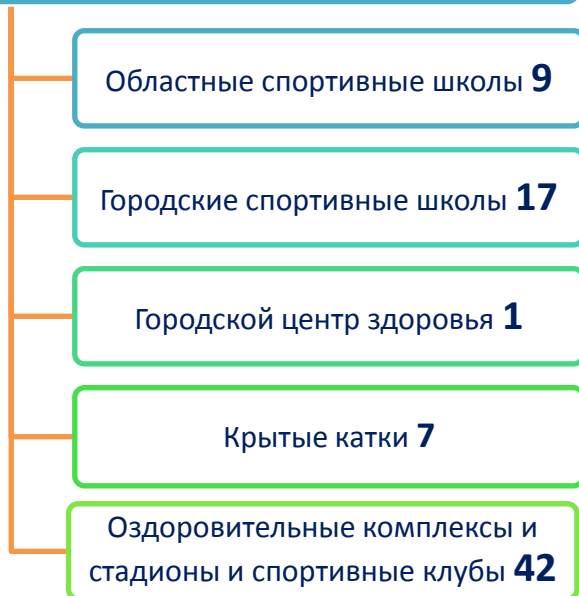 Областные спортивные школы 9
Городские спортивные школы 17
Городской центр здоровья 1
Крытые катки 7
Оздоровительные комплексы и
стадионы и спортивные клубы 42